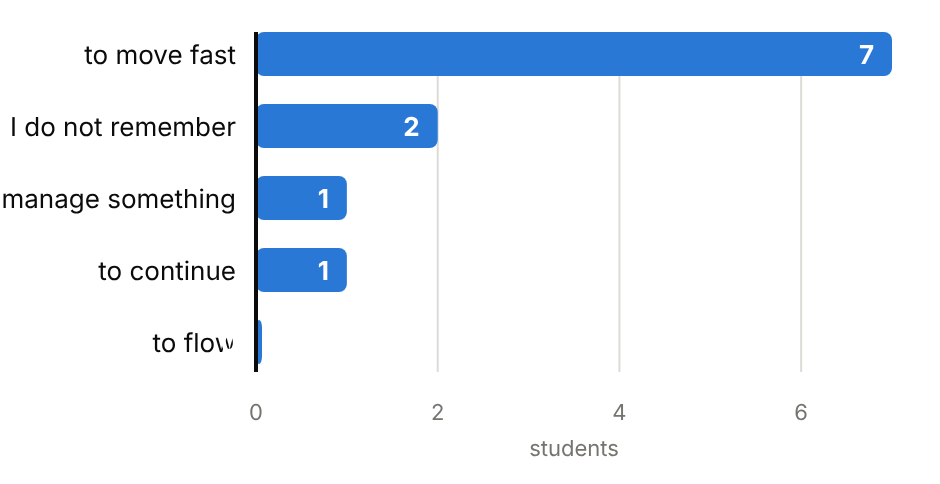 to move fast 7
I do not remember 2
manage something 1
to continue 1
to flow
0 2 4 6
students